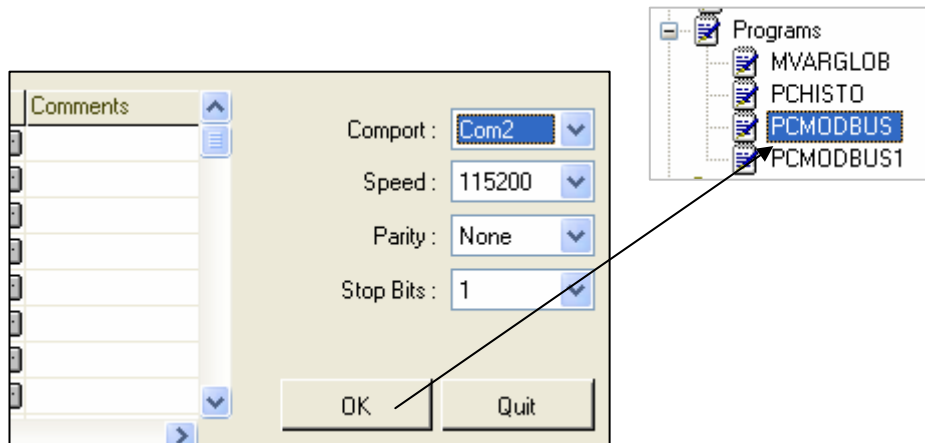 Programs
MVARGLOB
PCHISTO
PCMODBUS
PCMODBUS1
Comments
Comport : Com2
Speed : 115200
Parity : None
Stop Bits : 1
OK Quit